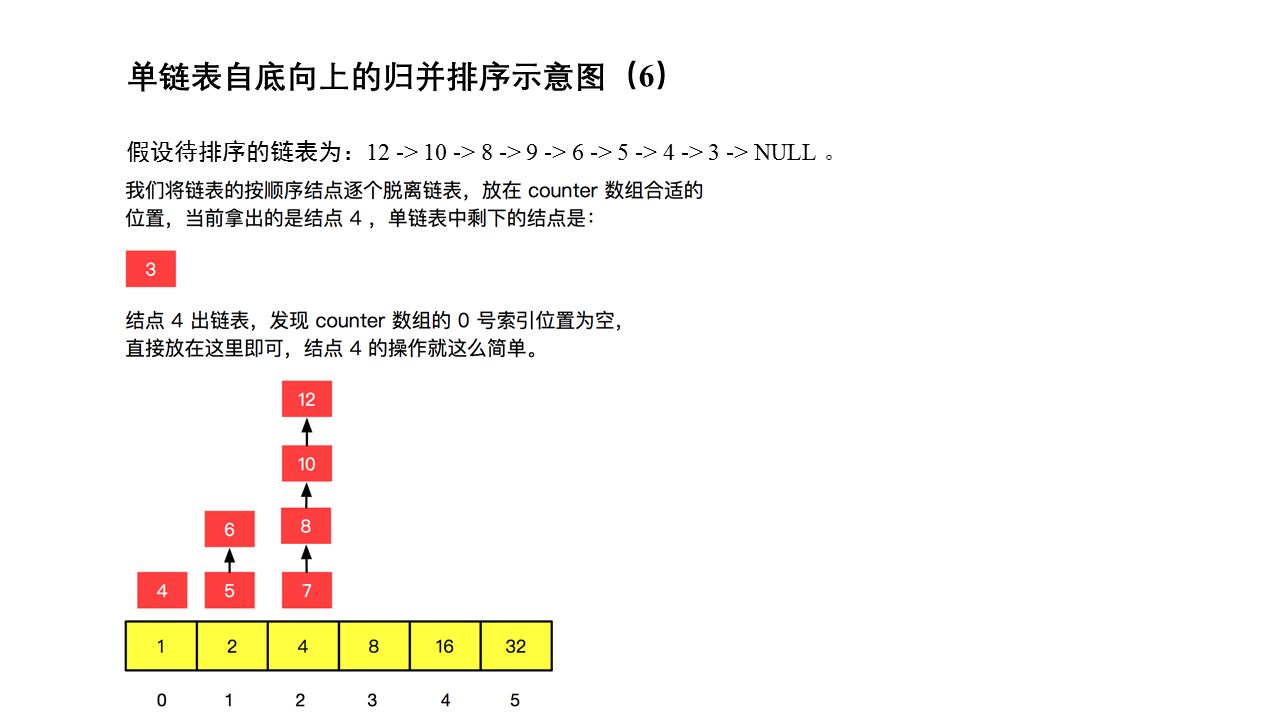 单链表自底向上的归并排序示意图（6）
假设待排序的链表为：12 -> 10 -> 8 -> 9 -> 6 -> 5 -> 4 -> 3 -> NULL 。
我们将链表的按顺序结点逐个脱离链表，放在 counter 数组合适的
位置，当前拿出的是结点 4 ，单链表中剩下的结点是：
3
结点 4 出链表，发现 counter 数组的 0 号索引位置为空，
直接放在这里即可，结点 4 的操作就这么简单。
12
10
6 8
4 5 7
1 2 4 8 16 32
0 1 2 3 4 5